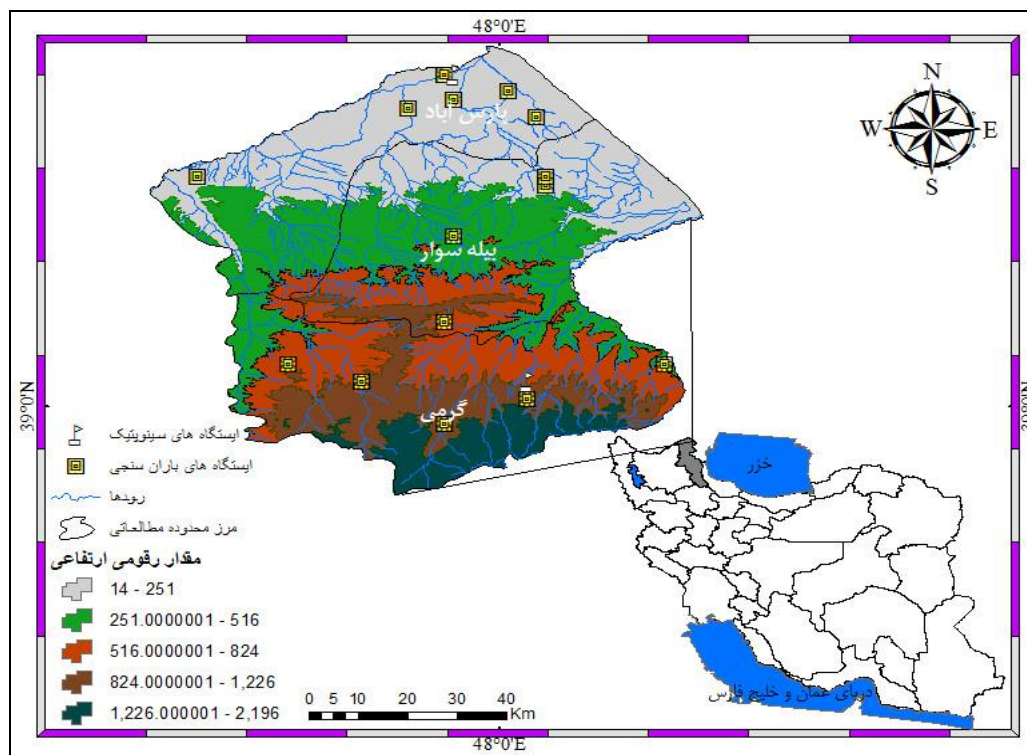 48°0'E
N
W E
S
پارس آباد
بیله سوار
گرمی
39°0'N
39°0'N
ایستگاه های سینوپتیک
ایستگاه های باران سنجی
رودها
مرز محدوده مطالعاتی
مقدار رقومی ارتفاعی
14 - 251
251.0000001 - 516
516.0000001 - 824
824.0000001 - 1,226
1,226.000001 - 2,196
0 5 10 20 30 40
Km
خزر
دریای عمان و خلیج فارس
48°0'E